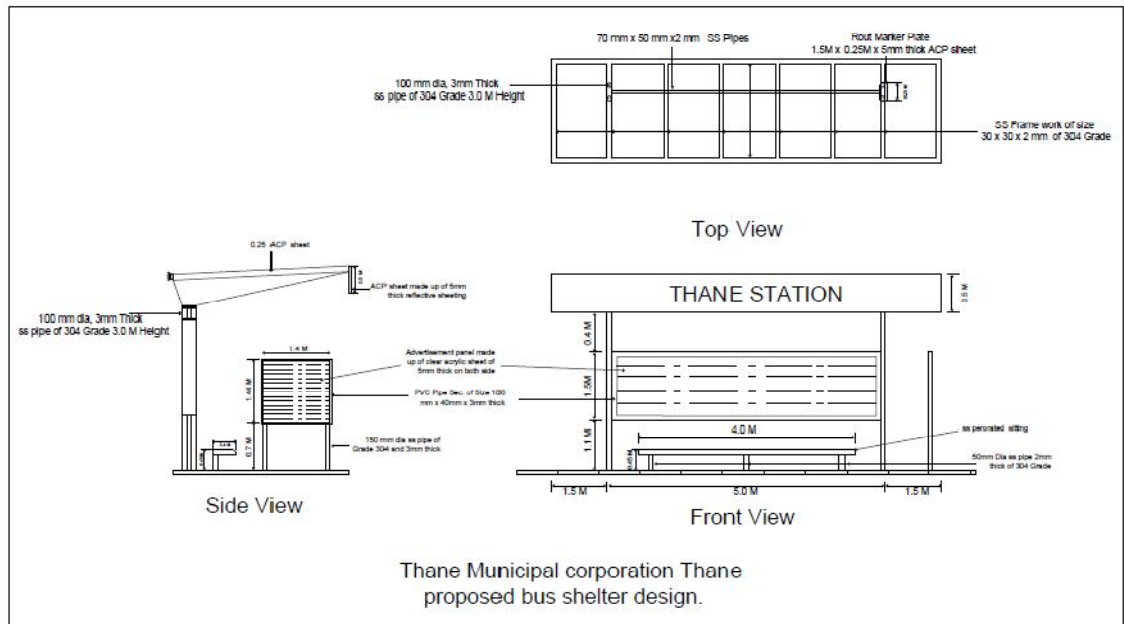 70 mm x 50 mm x2 mm SS Pipes
Rout Marker Plate
1.5M x 0.25M x 5mm thick ACP sheet
100 mm dia, 3mm Thick
ss pipe of 304 Grade 3.0 M Height
SS Frame work of size
30 x 30 x 2 mm of 304 Grade
Top View
0.25 ACP sheet
0.5 M
ACP sheet made up of 5mm
thick reflective sheeting
100 mm dia, 3mm Thick
ss pipe of 304 Grade 3.0 M Height
1.4 M
1.44 M
0.7 M
Advertisement panel made
up of clear acrylic sheet of
5mm thick on both side
PVC Pipe Sec. of Size 100
mm x 40mm x 3mm thick
150 mm dia ss pipe of
Grade 304 and 3mm thick
Side View
THANE STATION
0.5 M
0.4 M
1.5M
1.1 M
4.0 M
0.45 M
ss perorated sitting
50mm Dia ss pipe 2mm
thick of 304 Grade
1.5 M
5.0 M
1.5 M
Front View
Thane Municipal corporation Thane
proposed bus shelter design.